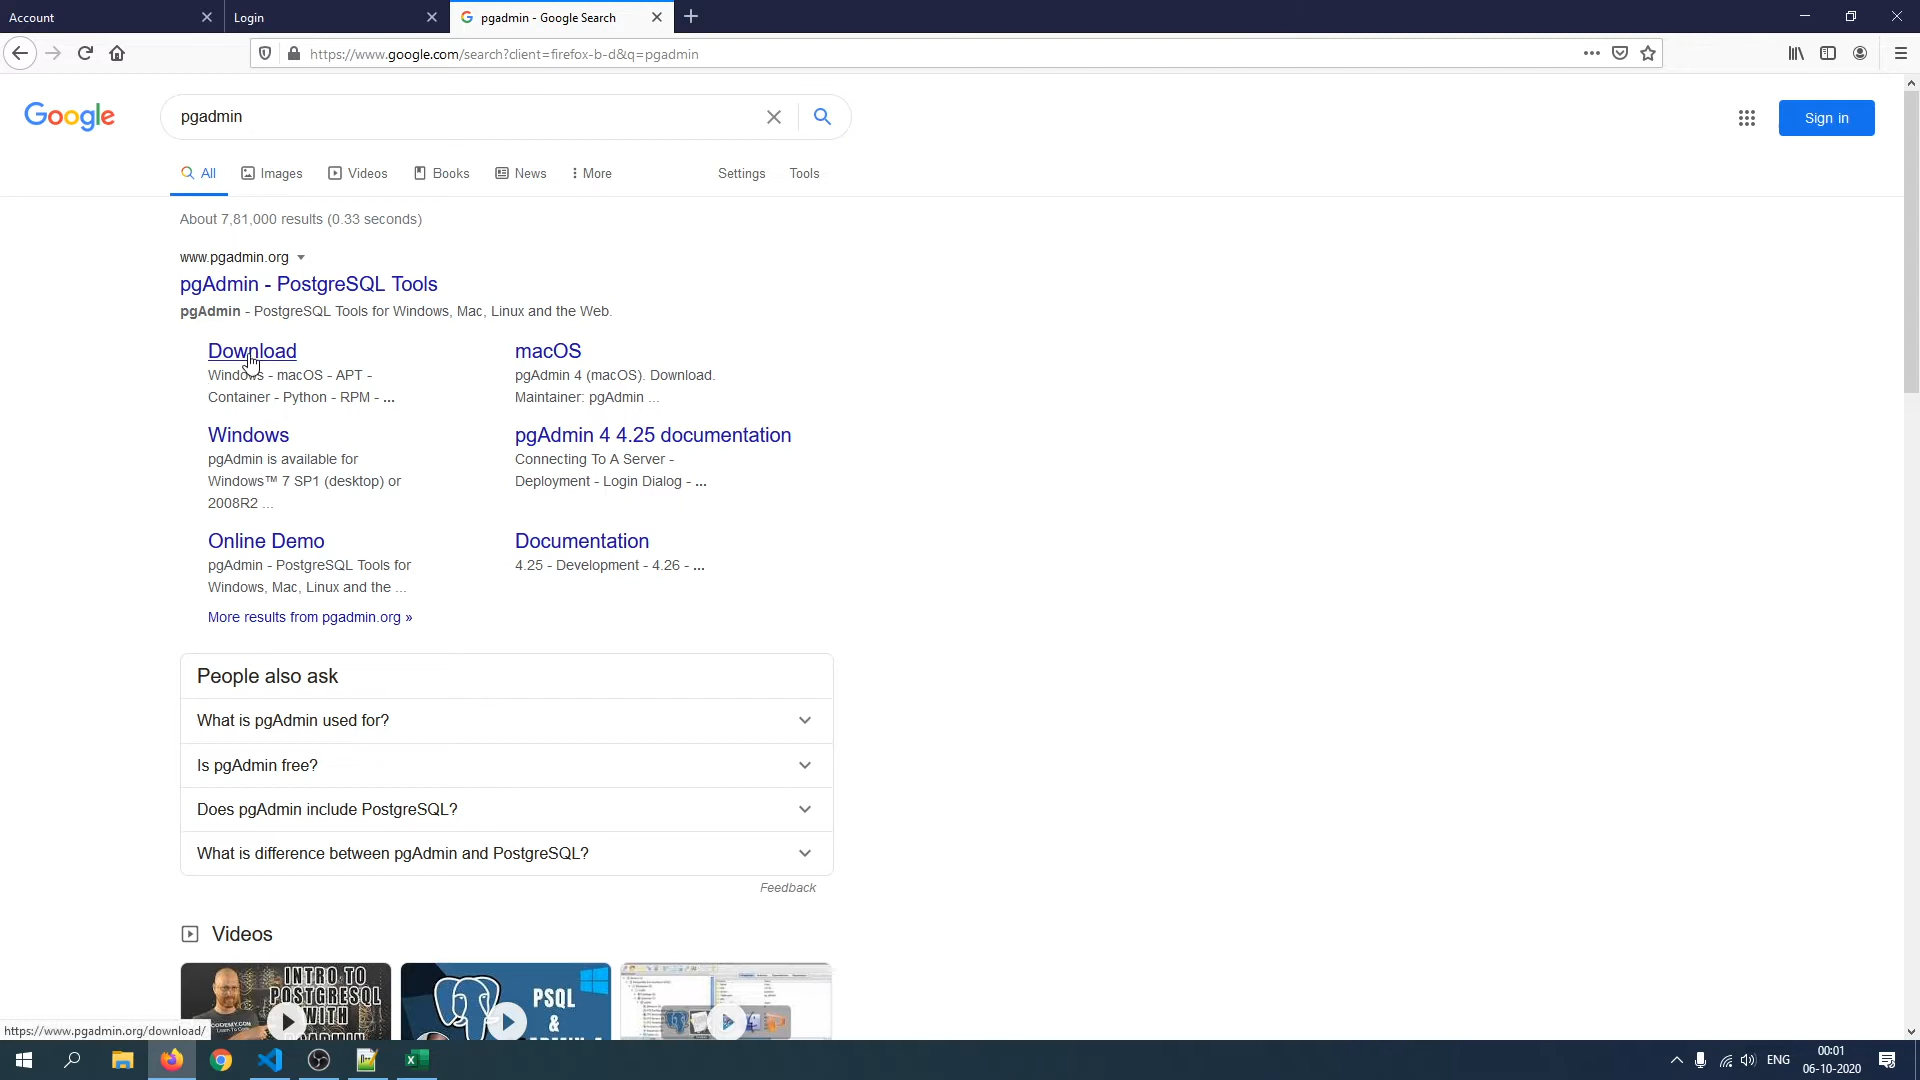 Account
Login
pgadmin - Google Search
https://www.google.com/search?client=firefox-b-d&q=pgadmin
Google
pgadmin
Sign in
All
Images
Videos
Books
News
More
Settings
Tools
About 7,81,000 results (0.33 seconds)
www.pgadmin.org
pgAdmin - PostgreSQL Tools
pgAdmin - PostgreSQL Tools for Windows, Mac, Linux and the Web.
Download
Windows - macOS - APT -
Container - Python - RPM - ...
macOS
pgAdmin 4 (macOS). Download.
Maintainer: pgAdmin ...
Windows
pgAdmin is available for
Windows™ 7 SP1 (desktop) or
2008R2 ...
pgAdmin 4 4.25 documentation
Connecting To A Server -
Deployment - Login Dialog - ...
Online Demo
pgAdmin - PostgreSQL Tools for
Windows, Mac, Linux and the ...
Documentation
4.25 - Development - 4.26 - ...
More results from pgadmin.org »
People also ask
What is pgAdmin used for?
Is pgAdmin free?
Does pgAdmin include PostgreSQL?
What is difference between pgAdmin and PostgreSQL?
Feedback
Videos
INTRO TO
POSTGRESQL
WITH
CODEMY.COM
PSQL
&
https://www.pgadmin.org/download/
ENG
00:01
06-10-2020